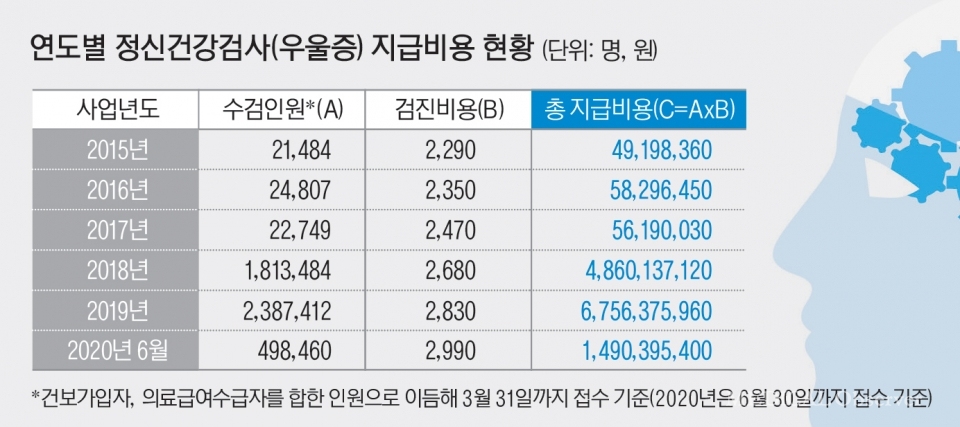 연도별 정신건강검사(우울증) 지급비용 현황 (단위: 명, 원)
사업년도 수검인원*(A) 검진비용(B) 총 지급비용(C=AxB)
2015년 21,484 2,290 49,198,360
2016년 24,807 2,350 58,296,450
2017년 22,749 2,470 56,190,030
2018년 1,813,484 2,680 4,860,137,120
2019년 2,387,412 2,830 6,756,375,960
2020년 6월 498,460 2,990 1,490,395,400
*건보가입자, 의료급여수급자를 합한 인원으로 이듬해 3월 31일까지 접수 기준(2020년은 6월 30일까지 접수 기준)